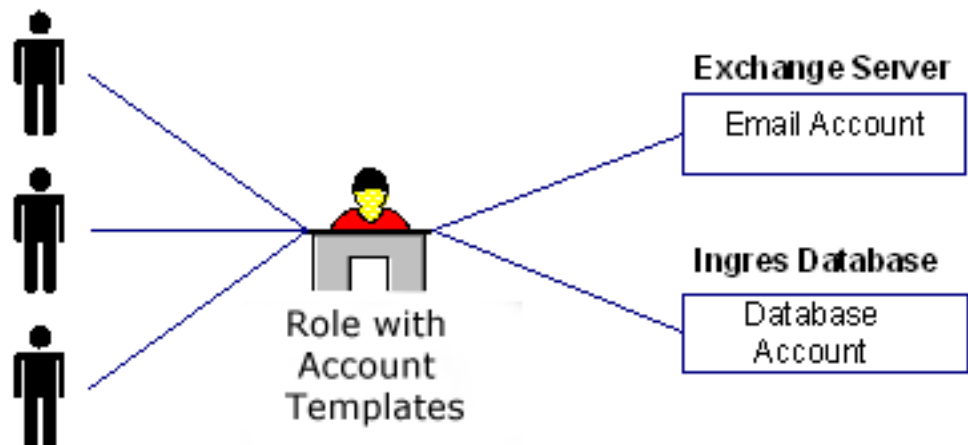 Exchange Server
Email Account
Ingres Database
Database
Account
Role with
Account
Templates